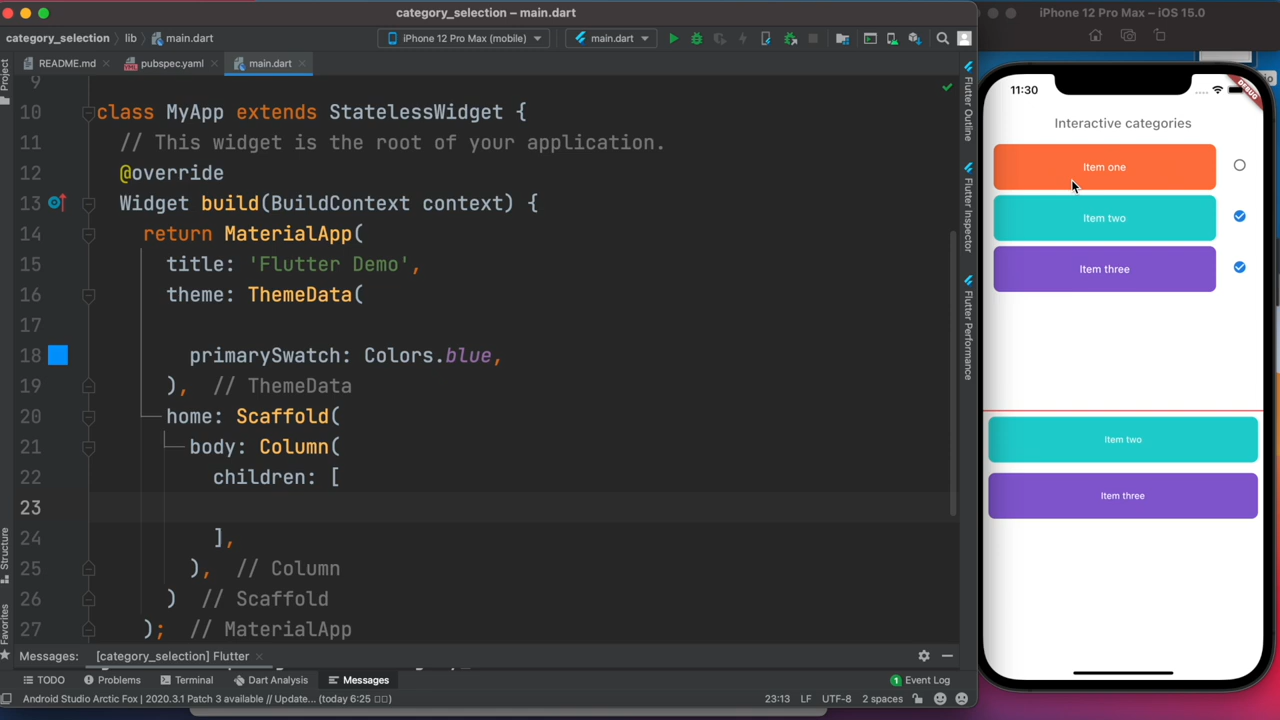 category_selection – main.dart
iPhone 12 Pro Max – iOS 15.0
category_selection lib main.dart
iPhone 12 Pro Max (mobile) main.dart
README.md pubspec.yaml main.dart
Project
9
10 class MyApp extends StatelessWidget {
11 // This widget is the root of your application.
12 @override
13 Widget build(BuildContext context) {
14 return MaterialApp(
15 title: 'Flutter Demo',
16 theme: ThemeData(
17
18 primarySwatch: Colors.blue,
19 ), // ThemeData
20 home: Scaffold(
21 body: Column(
22 children: [
23
24 ],
25 ), // Column
26 ) // Scaffold
27 ); // MaterialApp
Structure
Favorites
Flutter Outline
Flutter Inspector
Flutter Performance
Messages: [category_selection] Flutter
TODO Problems Terminal Dart Analysis Messages 1 Event Log
Android Studio Arctic Fox | 2020.3.1 Patch 3 available // Update... (today 6:25 
23:13 LF UTF-8 2 spaces
11:30
DEBUG
Interactive categories
Item one
Item two
Item three
Item two
Item three